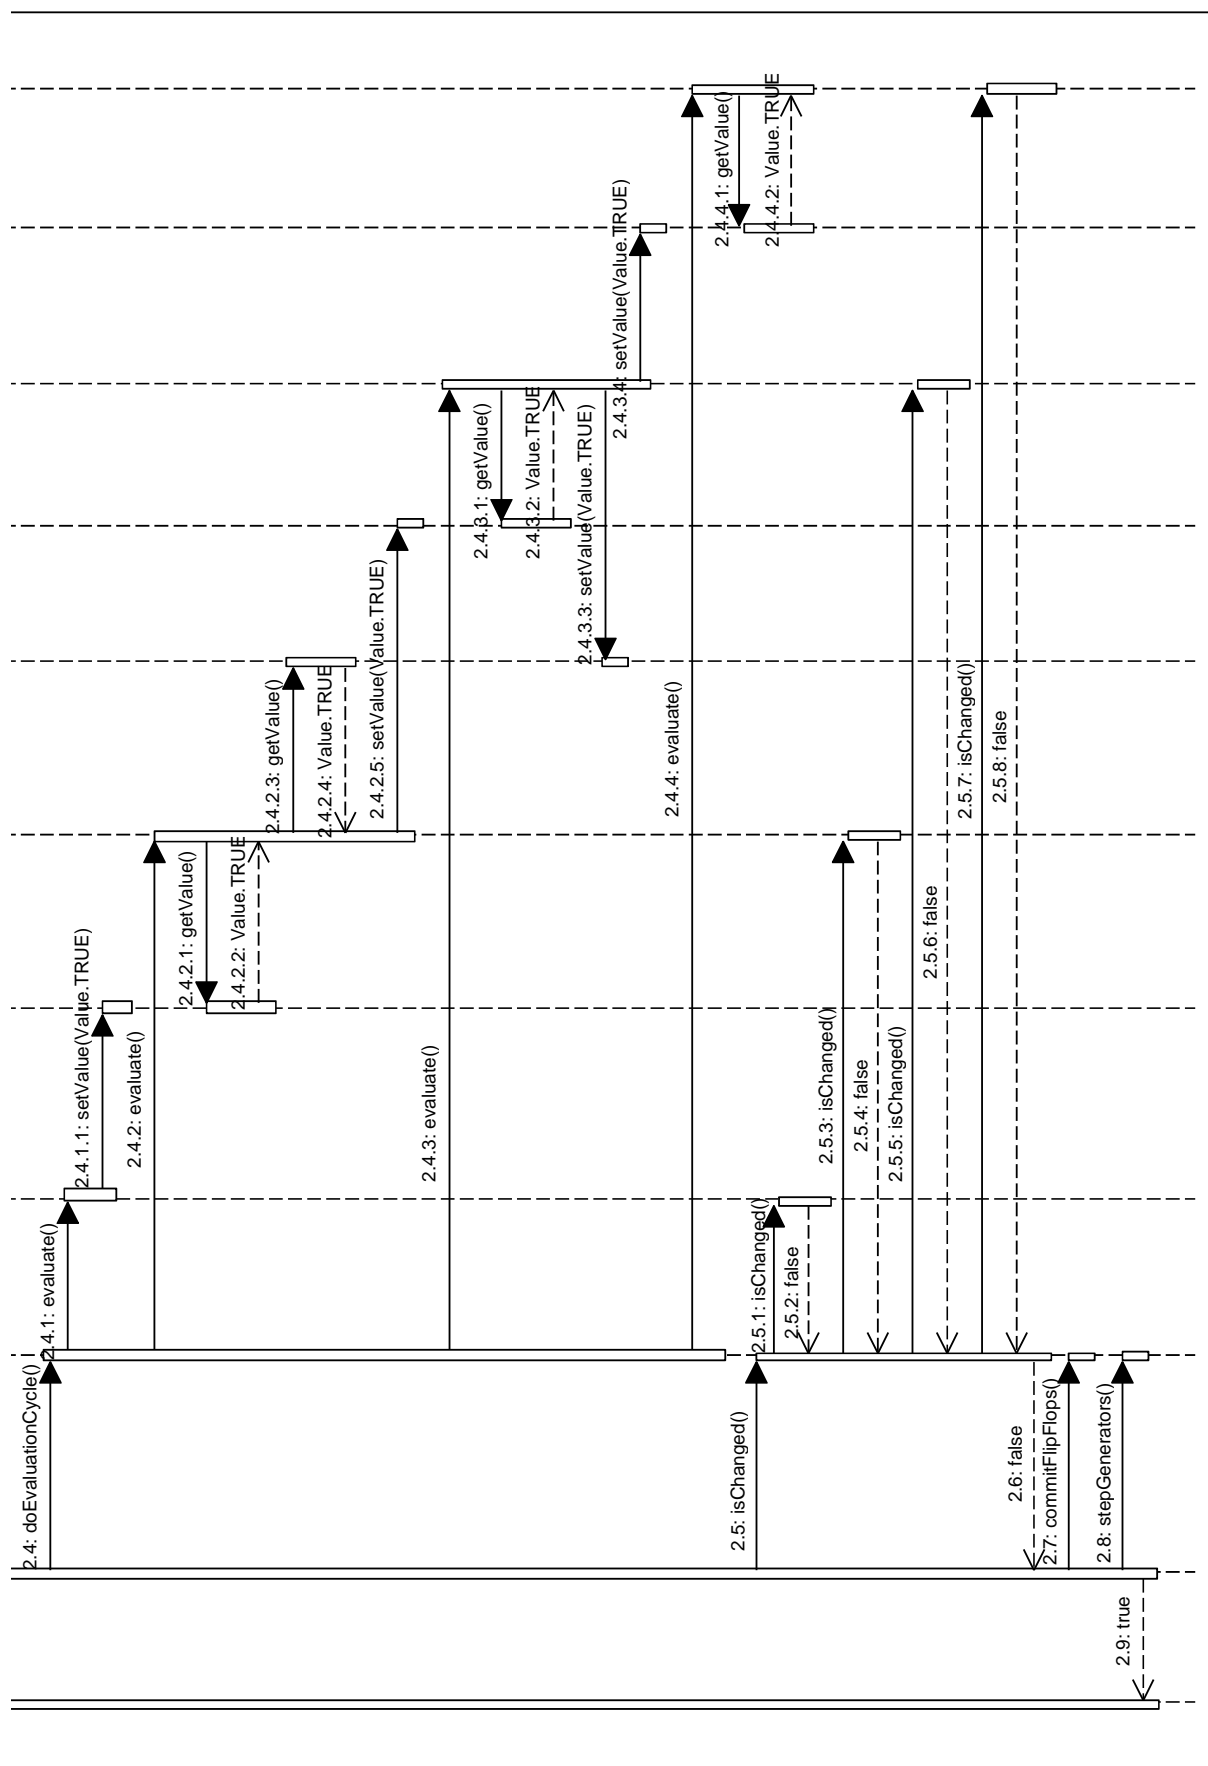 2.4: doEvaluationCycle()
2.4.1: evaluate()
2.4.1.1: setValue(Value.TRUE)
2.4.2: evaluate()
2.4.2.1: getValue()
2.4.2.2: Value.TRUE
2.4.2.3: getValue()
2.4.2.4: Value.TRUE
2.4.2.5: setValue(Value.TRUE)
2.4.3: evaluate()
2.4.3.1: getValue()
2.4.3.2: Value.TRUE
2.4.3.3: setValue(Value.TRUE)
2.4.3.4: setValue(Value.TRUE)
2.4.4: evaluate()
2.4.4.1: getValue()
2.4.4.2: Value.TRUE
2.5: isChanged()
2.5.1: isChanged()
2.5.2: false
2.5.3: isChanged()
2.5.4: false
2.5.5: isChanged()
2.5.6: false
2.5.7: isChanged()
2.5.8: false
2.6: false
2.7: commitFlipFlops()
2.8: stepGenerators()
2.9: true